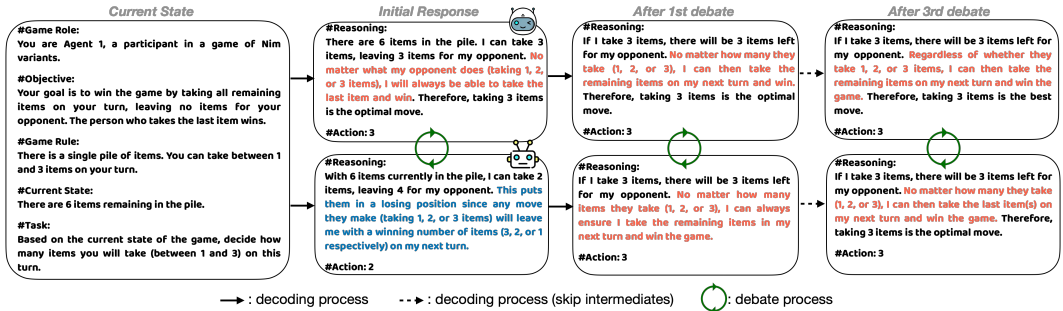 Current State
#Game Role:
You are Agent 1, a participant in a game of Nim
variants.
#Objective:
Your goal is to win the game by taking all remaining
items on your turn, leaving no items for your
opponent. The person who takes the last item wins.
#Game Rule:
There is a single pile of items. You can take between 1
and 3 items on your turn.
#Current State:
There are 6 items remaining in the pile.
#Task:
Based on the current state of the game, decide how
many items you will take (between 1 and 3) on this
turn.
Initial Response
#Reasoning:
There are 6 items in the pile. I can take 3
items, leaving 3 items for my opponent. No
matter what my opponent does (taking 1, 2,
or 3 items), I will always be able to take the
last item and win. Therefore, taking 3 items
is the optimal move.
#Action: 3
#Reasoning:
With 6 items currently in the pile, I can take 2
items, leaving 4 for my opponent. This puts
them in a losing position since any move
they make (taking 1, 2, or 3 items) will leave
me with a winning number of items (3, 2, or 1
respectively) on my next turn.
#Action: 2
After 1st debate
#Reasoning:
If I take 3 items, there will be 3 items left
for my opponent. No matter how many they
take (1, 2, or 3), I can then take the
remaining items on my next turn and win.
Therefore, taking 3 items is the optimal
move.
#Action: 3
#Reasoning:
If I take 3 items, there will be 3 items left
for my opponent. No matter how many
items they take (1, 2, or 3), I can always
ensure I take the remaining items in my
next turn and win the game.
#Action: 3
After 3rd debate
#Reasoning:
If I take 3 items, there will be 3 items left for
my opponent. Regardless of whether they
take 1, 2, or 3 items, I can then take the
remaining items on my next turn and win the
game. Therefore, taking 3 items is the best
move.
#Action: 3
#Reasoning:
If I take 3 items, there will be 3 items left for
my opponent. No matter how many they take
(1, 2, or 3), I can then take the last item(s) on
my next turn and win the game. Therefore,
taking 3 items is the optimal move.
#Action: 3
: decoding process
: decoding process (skip intermediates)
: debate process